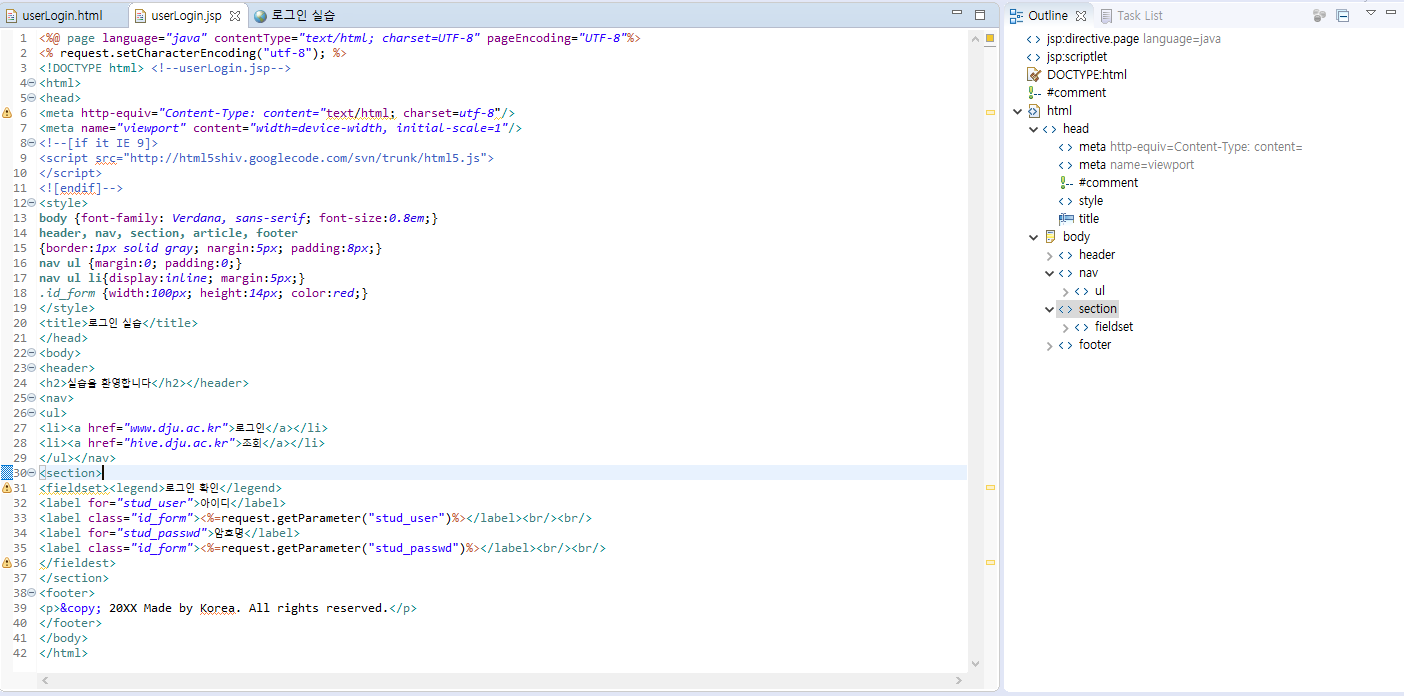 userLogin.html
userLogin.jsp
로그인 실습
1 <%@ page language="java" contentType="text/html; charset=UTF-8" pageEncoding="UTF-8"%>
2 <% request.setCharacterEncoding("utf-8"); %>
3 <!DOCTYPE html> <!--userLogin.jsp-->
4 <html>
5 <head>
6 <meta http-equiv="Content-Type: content="text/html; charset=utf-8"/>
7 <meta name="viewport" content="width=device-width, initial-scale=1"/>
8 <!--[if it IE 9]>
9 <script src="http://html5shiv.googlecode.com/svn/trunk/html5.js">
10 </script>
11 <![endif]-->
12 <style>
13 body {font-family: Verdana, sans-serif; font-size:0.8em;}
14 header, nav, section, article, footer
15 {border:1px solid gray; nargin:5px; padding:8px;}
16 nav ul {margin:0; padding:0;}
17 nav ul li{display:inline; margin:5px;}
18 .id_form {width:100px; height:14px; color:red;}
19 </style>
20 <title>로그인 실습</title>
21 </head>
22 <body>
23 <header>
24 <h2>실습을 환영합니다</h2></header>
25 <nav>
26 <ul>
27 <li><a href="www.dju.ac.kr">로그인</a></li>
28 <li><a href="hive.dju.ac.kr">조회</a></li>
29 </ul></nav>
30 <section>
31 <fieldset><legend>로그인 확인</legend>
32 <label for="stud_user">아이디</label>
33 <label class="id_form"><%=request.getParameter("stud_user")%></label><br/><br/>
34 <label for="stud_passwd">암호명</label>
35 <label class="id_form"><%=request.getParameter("stud_passwd")%></label><br/><br/>
36 </fieldest>
37 </section>
38 <footer>
39 <p>&copy; 20XX Made by Korea. All rights reserved.</p>
40 </footer>
41 </body>
42 </html>
Outline
Task List
jsp:directive.page language=java
jsp:scriptlet
DOCTYPE:html
#comment
html
head
meta http-equiv=Content-Type: content=
meta name=viewport
#comment
style
title
body
header
nav
ul
section
fieldset
footer